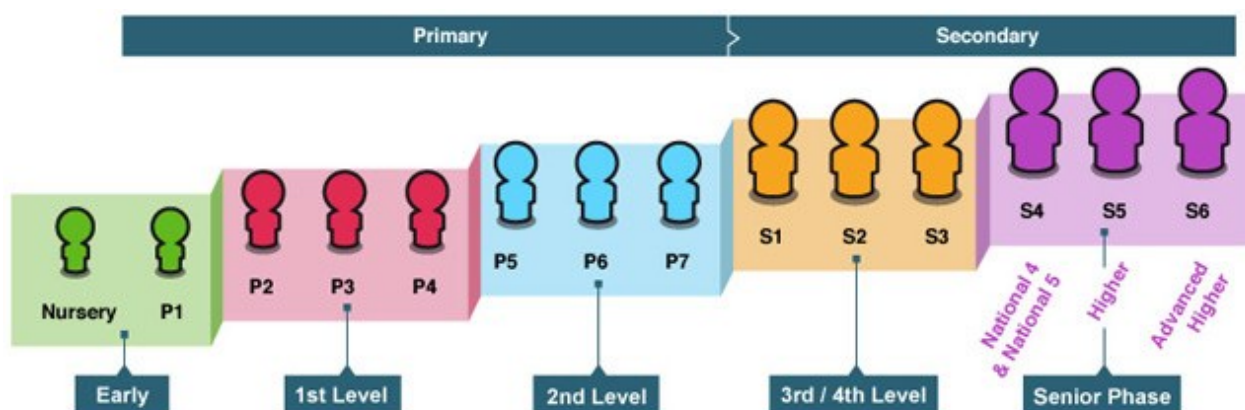 Primary
Secondary
Nursery
P1
P2
P3
P4
P5
P6
P7
S1
S2
S3
S4
S5
S6
National 4
& National 5
Higher
Advanced
Higher
Early
1st Level
2nd Level
3rd / 4th Level
Senior Phase